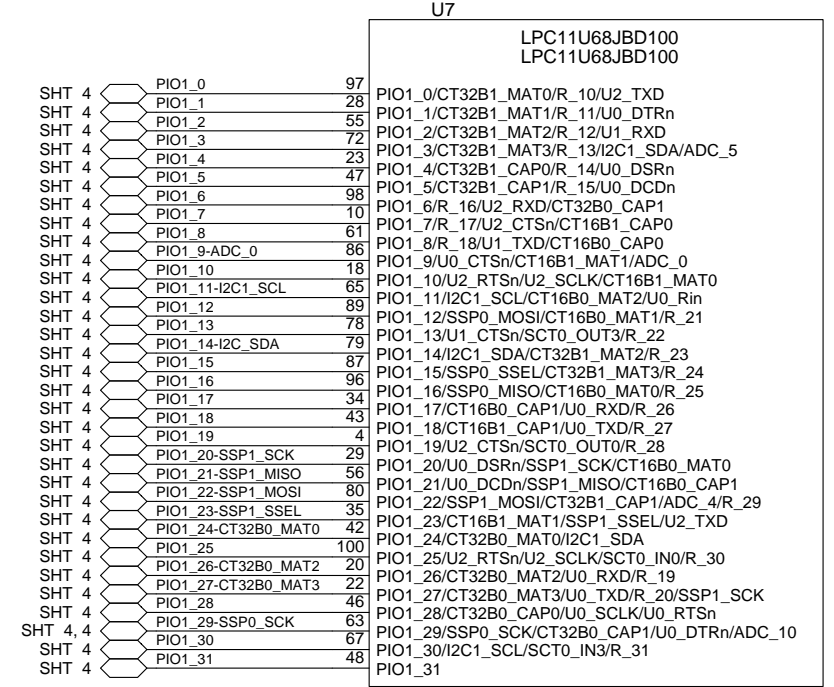 U7
LPC11U68JBD100
LPC11U68JBD100
SHT 4 PIO1_0 97 PIO1_0/CT32B1_MAT0/R_10/U2_TXD
SHT 4 PIO1_1 28 PIO1_1/CT32B1_MAT1/R_11/U0_DTRn
SHT 4 PIO1_2 55 PIO1_2/CT32B1_MAT2/R_12/U1_RXD
SHT 4 PIO1_3 72 PIO1_3/CT32B1_MAT3/R_13/I2C1_SDA/ADC_5
SHT 4 PIO1_4 23 PIO1_4/CT32B1_CAP0/R_14/U0_DSRn
SHT 4 PIO1_5 47 PIO1_5/CT32B1_CAP1/R_15/U0_DCDn
SHT 4 PIO1_6 98 PIO1_6/R_16/U2_RXD/CT32B0_CAP1
SHT 4 PIO1_7 10 PIO1_7/R_17/U2_CTSn/CT16B1_CAP0
SHT 4 PIO1_8 61 PIO1_8/R_18/U1_TXD/CT16B0_CAP0
SHT 4 PIO1_9-ADC_0 86 PIO1_9/U0_CTSn/CT16B1_MAT1/ADC_0
SHT 4 PIO1_10 18 PIO1_10/U2_RTSn/U2_SCLK/CT16B1_MAT0
SHT 4 PIO1_11-I2C1_SCL 65 PIO1_11/I2C1_SCL/CT16B0_MAT2/U0_Rin
SHT 4 PIO1_12 89 PIO1_12/SSP0_MOSI/CT16B0_MAT1/R_21
SHT 4 PIO1_13 78 PIO1_13/U1_CTSn/SCT0_OUT3/R_22
SHT 4 PIO1_14-I2C_SDA 79 PIO1_14/I2C1_SDA/CT32B1_MAT2/R_23
SHT 4 PIO1_15 87 PIO1_15/SSP0_SSEL/CT32B1_MAT3/R_24
SHT 4 PIO1_16 96 PIO1_16/SSP0_MISO/CT16B0_MAT0/R_25
SHT 4 PIO1_17 34 PIO1_17/CT16B0_CAP1/U0_RXD/R_26
SHT 4 PIO1_18 43 PIO1_18/CT16B1_CAP1/U0_TXD/R_27
SHT 4 PIO1_19 4 PIO1_19/U2_CTSn/SCT0_OUT0/R_28
SHT 4 PIO1_20-SSP1_SCK 29 PIO1_20/U0_DSRn/SSP1_SCK/CT16B0_MAT0
SHT 4 PIO1_21-SSP1_MISO 56 PIO1_21/U0_DCDn/SSP1_MISO/CT16B0_CAP1
SHT 4 PIO1_22-SSP1_MOSI 80 PIO1_22/SSP1_MOSI/CT32B1_CAP1/ADC_4/R_29
SHT 4 PIO1_23-SSP1_SSEL 35 PIO1_23/CT16B1_MAT1/SSP1_SSEL/U2_TXD
SHT 4 PIO1_24-CT32B0_MAT0 42 PIO1_24/CT32B0_MAT0/I2C1_SDA
SHT 4 PIO1_25 100 PIO1_25/U2_RTSn/U2_SCLK/SCT0_IN0/R_30
SHT 4 PIO1_26-CT32B0_MAT2 20 PIO1_26/CT32B0_MAT2/U0_RXD/R_19
SHT 4 PIO1_27-CT32B0_MAT3 22 PIO1_27/CT32B0_MAT3/U0_TXD/R_20/SSP1_SCK
SHT 4 PIO1_28 46 PIO1_28/CT32B0_CAP0/U0_SCLK/U0_RTSn
SHT 4, 4 PIO1_29-SSP0_SCK 63 PIO1_29/SSP0_SCK/CT32B0_CAP1/U0_DTRn/ADC_10
SHT 4 PIO1_30 67 PIO1_30/I2C1_SCL/SCT0_IN3/R_31
SHT 4 PIO1_31 48 PIO1_31